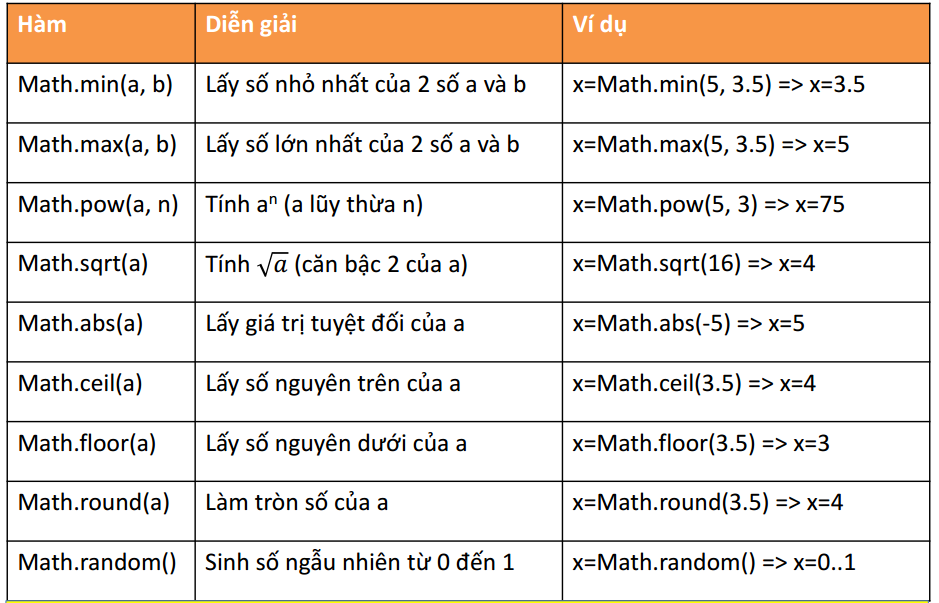 Hàm Diễn giải Ví dụ
Math.min(a, b) Lấy số nhỏ nhất của 2 số a và b x=Math.min(5, 3.5) => x=3.5
Math.max(a, b) Lấy số lớn nhất của 2 số a và b x=Math.max(5, 3.5) => x=5
Math.pow(a, n) Tính aⁿ (a lũy thừa n) x=Math.pow(5, 3) => x=75
Math.sqrt(a) Tính √a (căn bậc 2 của a) x=Math.sqrt(16) => x=4
Math.abs(a) Lấy giá trị tuyệt đối của a x=Math.abs(-5) => x=5
Math.ceil(a) Lấy số nguyên trên của a x=Math.ceil(3.5) => x=4
Math.floor(a) Lấy số nguyên dưới của a x=Math.floor(3.5) => x=3
Math.round(a) Làm tròn số của a x=Math.round(3.5) => x=4
Math.random() Sinh số ngẫu nhiên từ 0 đến 1 x=Math.random() => x=0..1